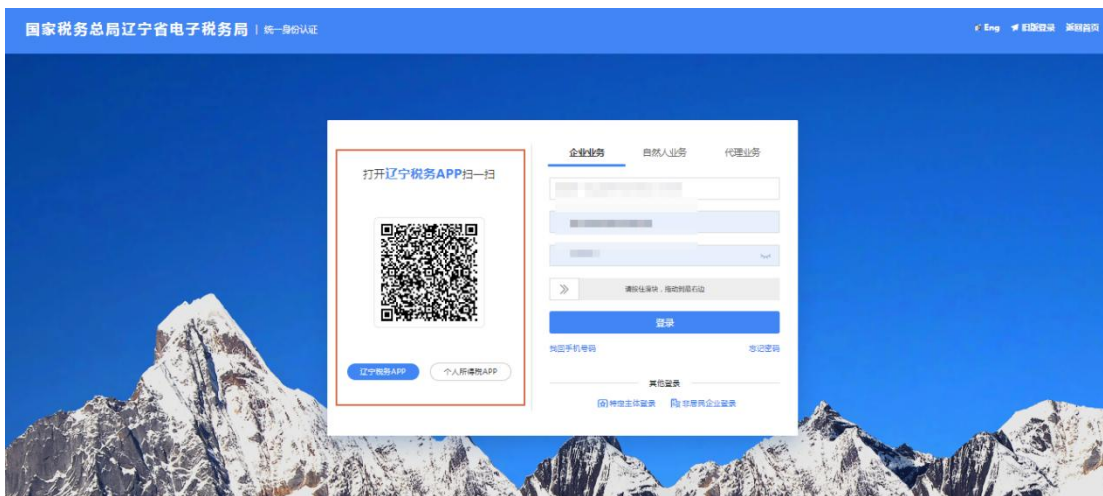 国家税务总局辽宁省电子税务局 | 统一身份认证
Eng 旧版登录 返回首页
打开辽宁税务APP扫一扫
辽宁税务APP 个人所得税APP
企业业务 自然人业务 代理业务
请按住滑块，拖动到最右边
登录
找回手机号码 忘记密码
其他登录
特定主体登录 非居民企业登录